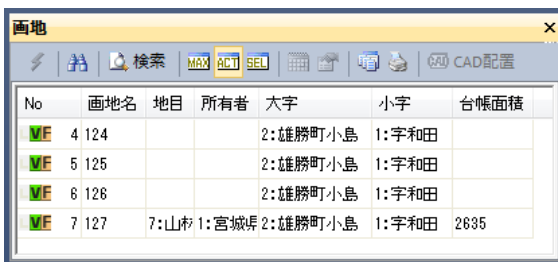 画地
検索 MAX ACT SEL CAD CAD配置
No 画地名 地目 所有者 大字 小字 台帳面積
VF 4 124 2:雄勝町小島 1:字和田
VF 5 125 2:雄勝町小島 1:字和田
VF 6 126 2:雄勝町小島 1:字和田
VF 7 127 7:山林 1:宮城県 2:雄勝町小島 1:字和田 2635